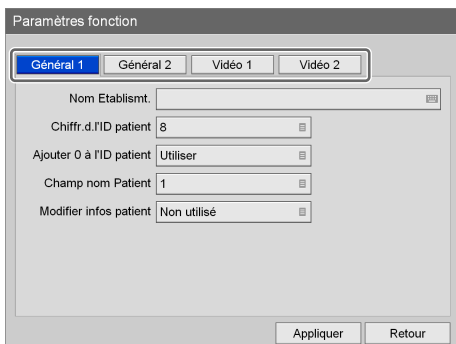 Paramètres fonction
Général 1 Général 2 Vidéo 1 Vidéo 2
Nom Etablismt.
Chiffr.d.l'ID patient 8
Ajouter 0 à l'ID patient Utiliser
Champ nom Patient 1
Modifier infos patient Non utilisé
Appliquer Retour